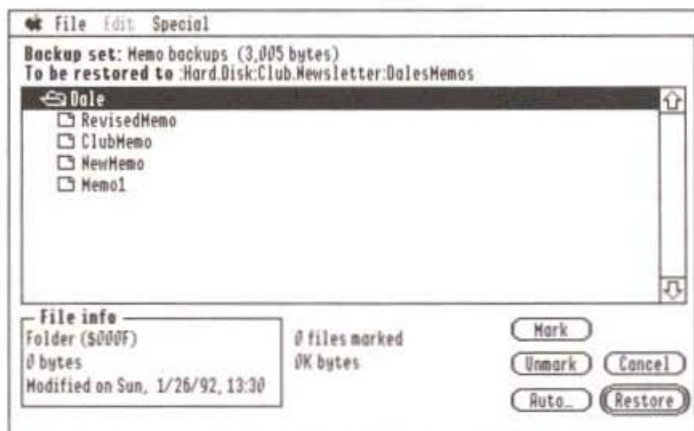 File Edit Special
Backup set: Memo backups (3,005 bytes)
To be restored to :Hard.Disk:Club.Newsletter:DalesMemos
Dale
RevisedMemo
ClubMemo
NewMemo
Memo1
File info
Folder ($000F)
0 bytes
Modified on Sun, 1/26/92, 13:30
0 files marked
0K bytes
Mark
Unmark
Cancel
Auto…
Restore